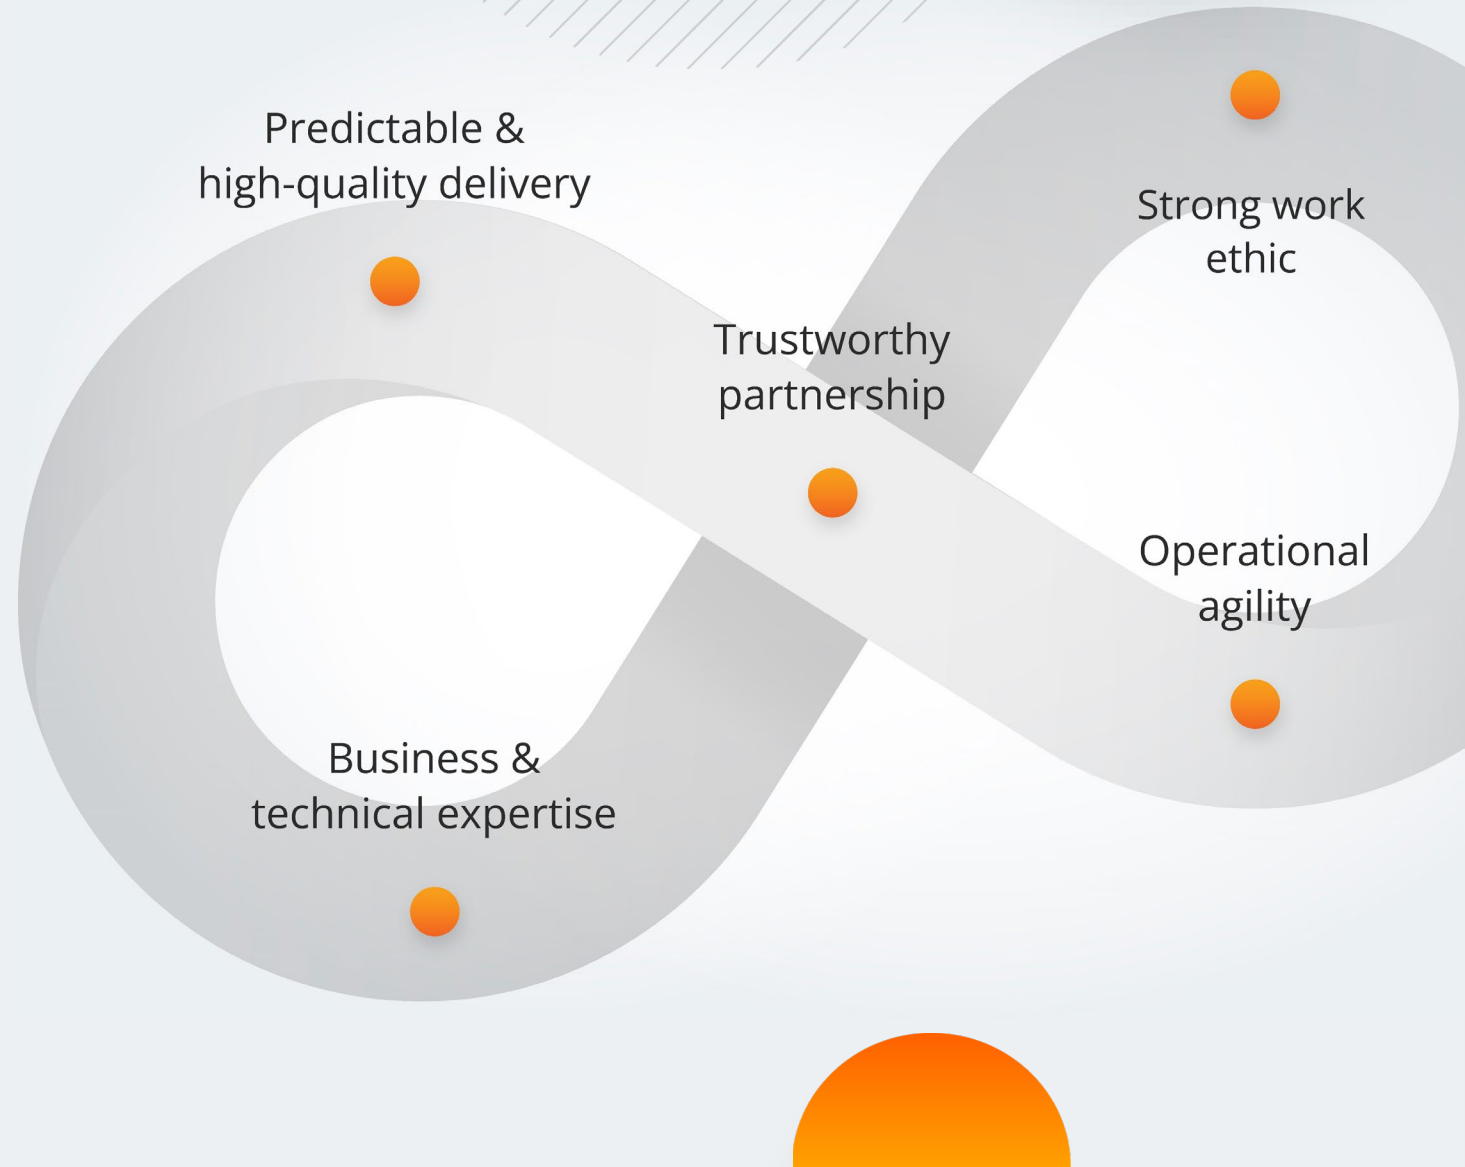 Predictable &
high-quality delivery
Strong work
ethic
Trustworthy
partnership
Operational
agility
Business &
technical expertise